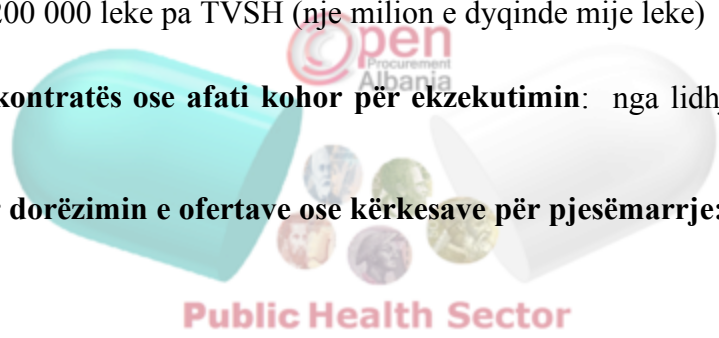 200 000 leke pa TVSH (nje milion e dyqinde mije leke)
Open
Procurement
Albania
kontratës ose afati kohor për ekzekutimin: nga lidh
dorëzimin e ofertave ose kërkesave për pjesëmarrje:
Public Health Sector